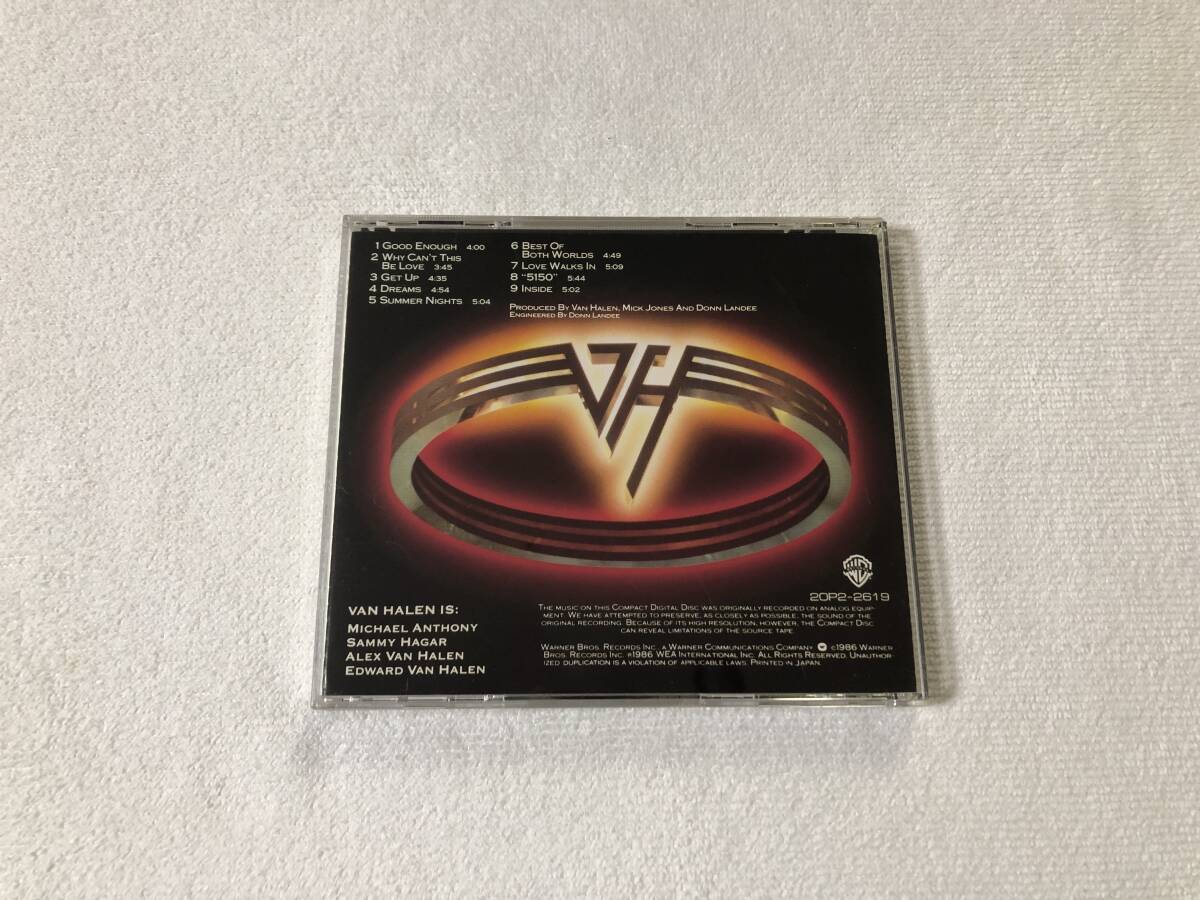 1 GOOD ENOUGH 4:00
2 WHY CAN'T THIS
BE LOVE 3:45
3 GET UP 4:35
4 DREAMS 4:54
5 SUMMER NIGHTS 5:04
6 BEST OF
BOTH WORLDS 4:49
7 LOVE WALKS IN 5:09
8 "5150" 5:44
9 INSIDE 5:02
PRODUCED BY VAN HALEN, MICK JONES AND DONN LANDEE
ENGINEERED BY DONN LANDEE
VH
20P2-2619
VAN HALEN IS:
MICHAEL ANTHONY
SAMMY HAGAR
ALEX VAN HALEN
EDWARD VAN HALEN
THE MUSIC ON THIS COMPACT DIGITAL DISC WAS ORIGINALLY RECORDED ON ANALOG EQUIP-
MENT. WE HAVE ATTEMPTED TO PRESERVE, AS CLOSELY AS POSSIBLE, THE SOUND OF THE
ORIGINAL RECORDING. BECAUSE OF ITS HIGH RESOLUTION, HOWEVER, THE COMPACT DISC
CAN REVEAL LIMITATIONS OF THE SOURCE TAPE.
WARNER BROS. RECORDS INC., A WARNER COMMUNICATIONS COMPANY ©1986 WARNER
BROS. RECORDS INC. ℗1986 WEA INTERNATIONAL INC. ALL RIGHTS RESERVED. UNAUTHOR-
IZED DUPLICATION IS A VIOLATION OF APPLICABLE LAWS. PRINTED IN JAPAN.